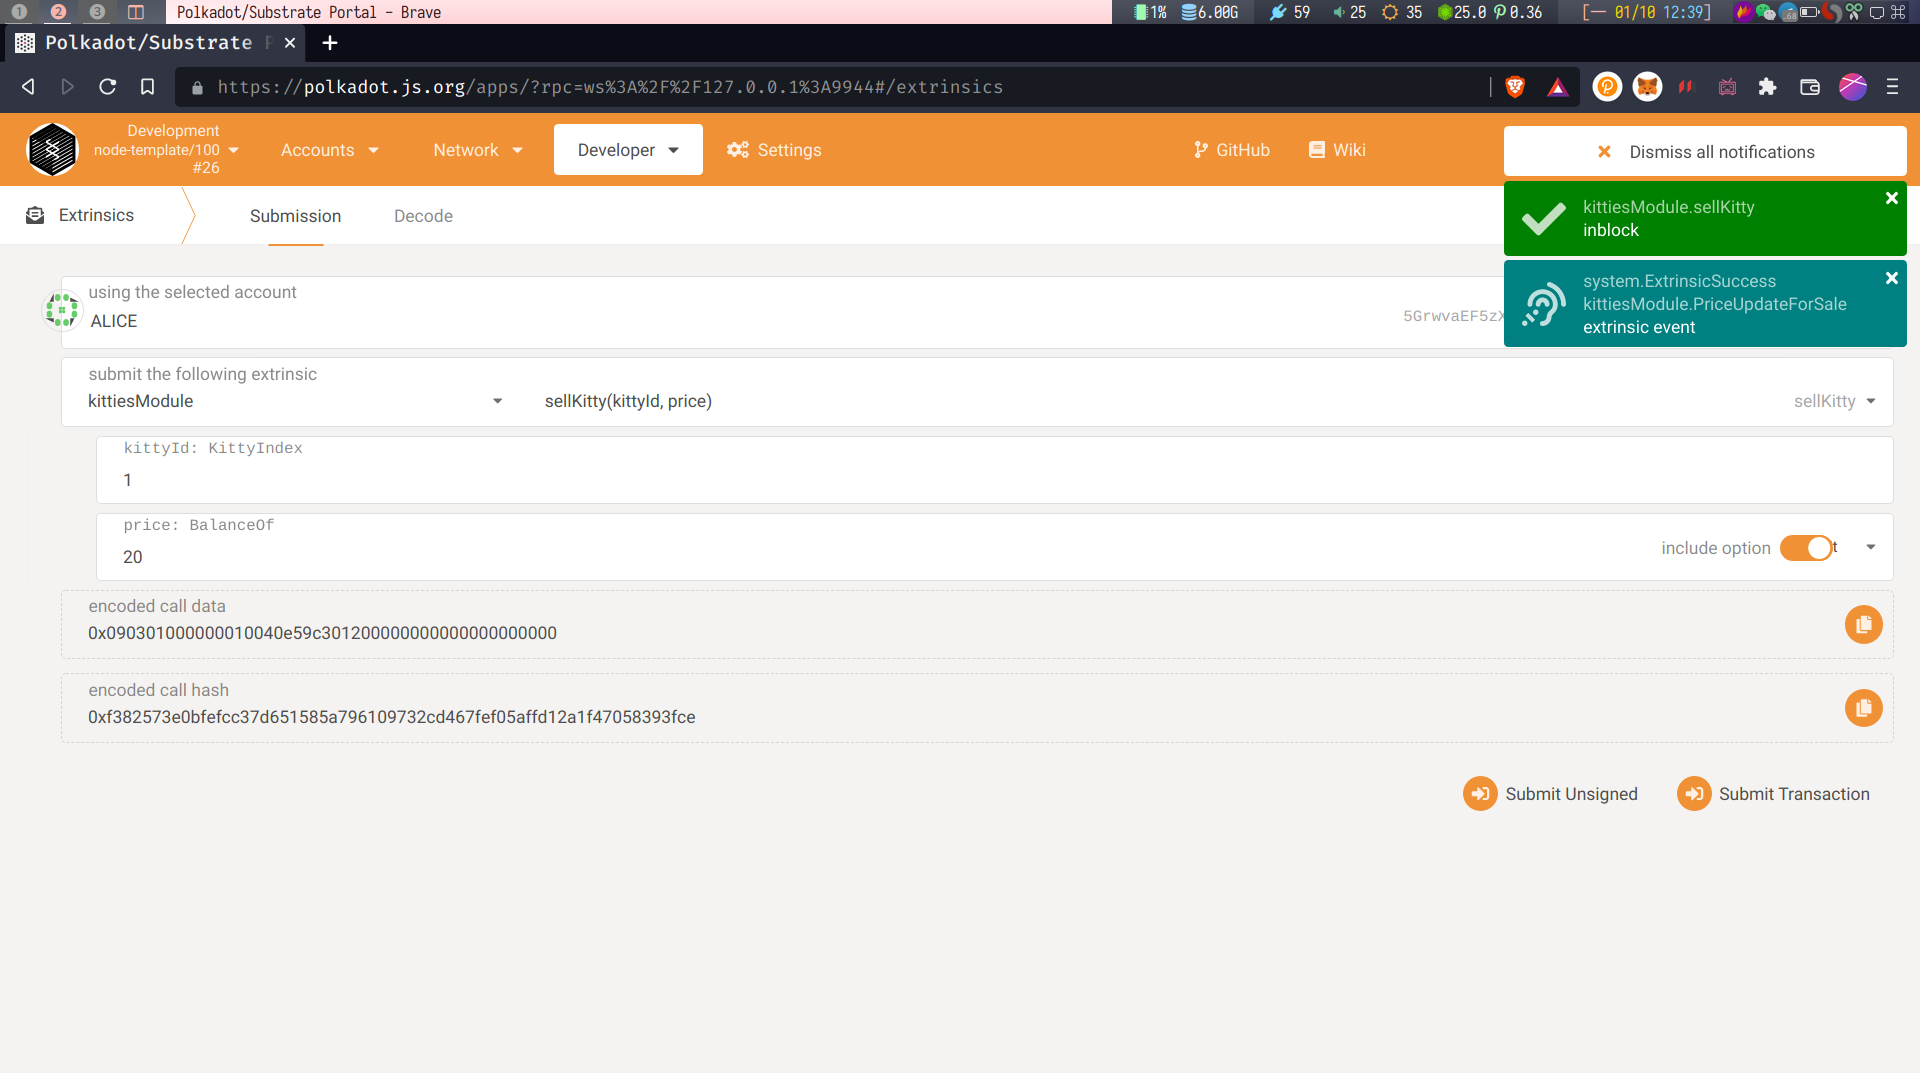 1 2 3 Polkadot/Substrate Portal - Brave 1% 6.00G 59 25 35 25.0 0.36 [一 01/10 12:39]
Polkadot/Substrate P
https://polkadot.js.org/apps/?rpc=ws%3A%2F%2F127.0.0.1%3A9944#/extrinsics
Development
node-template/100
#26
Accounts
Network
Developer
Settings
GitHub
Wiki
Dismiss all notifications
Extrinsics
Submission
Decode
kittiesModule.sellKitty
inblock
system.ExtrinsicSuccess
kittiesModule.PriceUpdateForSale
extrinsic event
using the selected account
ALICE
5GrwvaEF5zX
submit the following extrinsic
kittiesModule
sellKitty(kittyId, price)
sellKitty
kittyId: KittyIndex
1
price: BalanceOf
20
include option
t
encoded call data
0x090301000000010040e59c301200000000000000000000
encoded call hash
0xf382573e0bfefcc37d651585a796109732cd467fef05affd12a1f47058393fce
Submit Unsigned
Submit Transaction